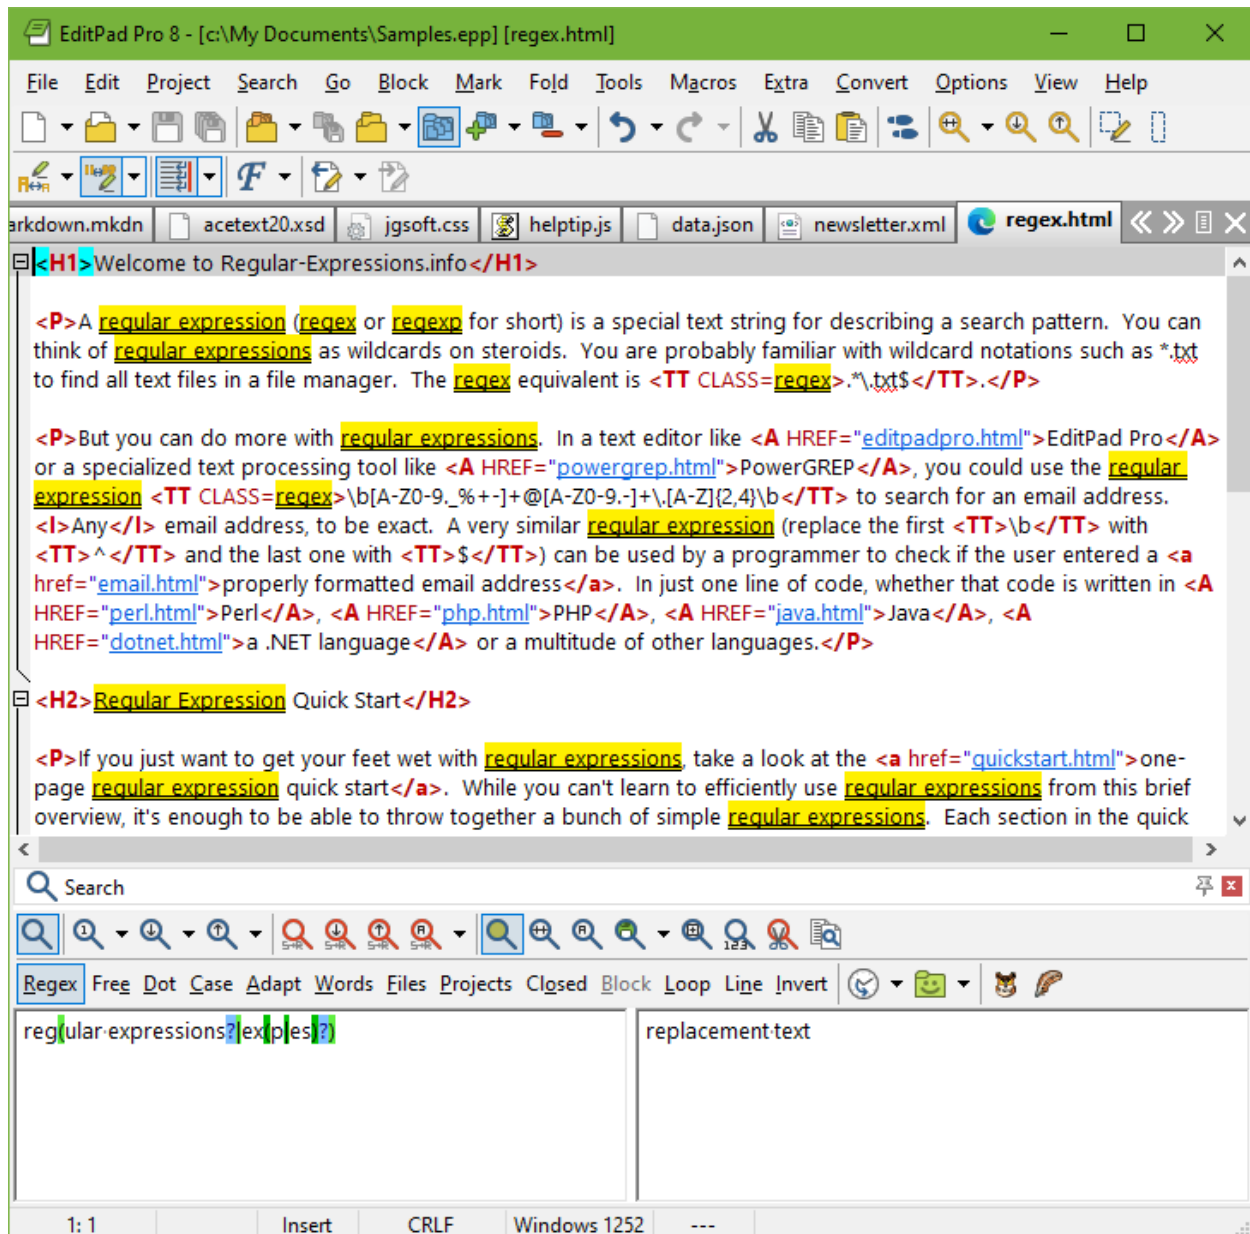 EditPad Pro 8 - [c:\My Documents\Samples.epp] [regex.html]
File Edit Project Search Go Block Mark Fold Tools Macros Extra Convert Options View Help
arkdown.mkdn acetext20.xsd jgsoft.css helptip.js data.json newsletter.xml regex.html
<H1>Welcome to Regular-Expressions.info</H1>
<P>A regular expression (regex or regexp for short) is a special text string for describing a search pattern.  You can
think of regular expressions as wildcards on steroids.  You are probably familiar with wildcard notations such as *.txt
to find all text files in a file manager.  The regex equivalent is <TT CLASS=regex>.*\.txt$</TT>.</P>
<P>But you can do more with regular expressions.  In a text editor like <A HREF="editpadpro.html">EditPad Pro</A>
or a specialized text processing tool like <A HREF="powergrep.html">PowerGREP</A>, you could use the regular
expression <TT CLASS=regex>\b[A-Z0-9._%+-]+@[A-Z0-9.-]+\.[A-Z]{2,4}\b</TT> to search for an email address.
<I>Any</I> email address, to be exact.  A very similar regular expression (replace the first <TT>\b</TT> with
<TT>^</TT> and the last one with <TT>$</TT>) can be used by a programmer to check if the user entered a <a
href="email.html">properly formatted email address</a>.  In just one line of code, whether that code is written in <A
HREF="perl.html">Perl</A>, <A HREF="php.html">PHP</A>, <A HREF="java.html">Java</A>, <A
HREF="dotnet.html">a .NET language</A> or a multitude of other languages.</P>
<H2>Regular Expression Quick Start</H2>
<P>If you just want to get your feet wet with regular expressions, take a look at the <a href="quickstart.html">one-
page regular expression quick start</a>.  While you can't learn to efficiently use regular expressions from this brief
overview, it's enough to be able to throw together a bunch of simple regular expressions.  Each section in the quick
Search
Regex Free Dot Case Adapt Words Files Projects Closed Block Loop Line Invert
reg(ular·expressions?|ex(p|es)?)
replacement·text
1: 1 Insert CRLF Windows 1252 ---